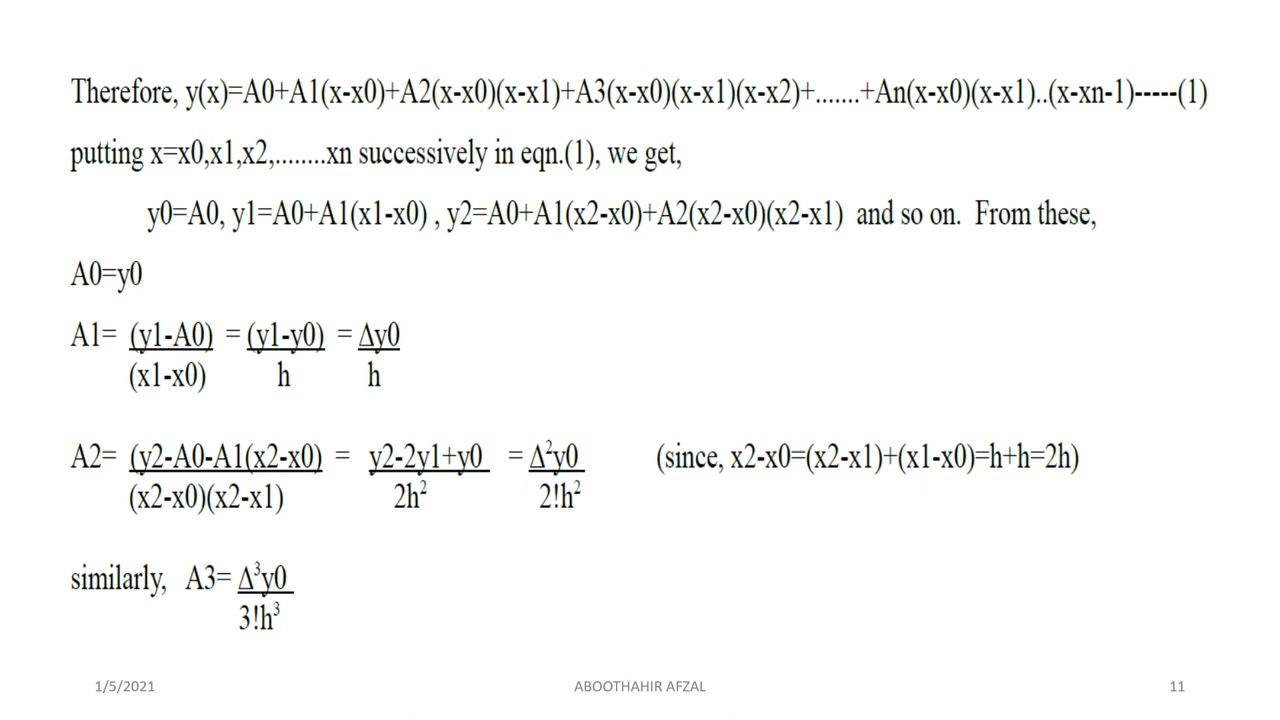 Therefore, y(x)=A0+A1(x-x0)+A2(x-x0)(x-x1)+A3(x-x0)(x-x1)(x-x2)+.......+An(x-x0)(x-x1)..(x-xn-1)-----(1)
putting x=x0,x1,x2,........xn successively in eqn.(1), we get,
y0=A0, y1=A0+A1(x1-x0) , y2=A0+A1(x2-x0)+A2(x2-x0)(x2-x1) and so on. From these,
A0=y0
A1= (y1-A0) = (y1-y0) = Δy0
(x1-x0) h h
A2= (y2-A0-A1(x2-x0) = y2-2y1+y0 = Δ²y0 (since, x2-x0=(x2-x1)+(x1-x0)=h+h=2h)
(x2-x0)(x2-x1) 2h² 2!h²
similarly, A3= Δ³y0
3!h³
1/5/2021 ABOOTHAHIR AFZAL 11